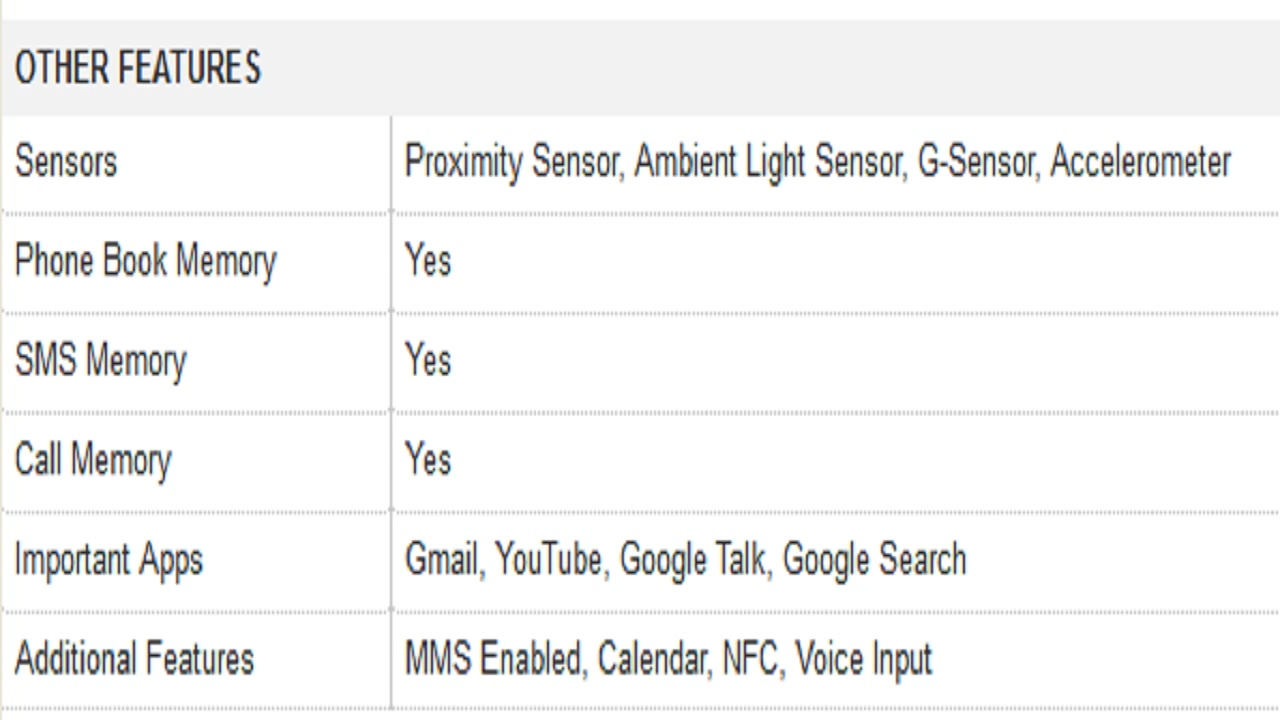 OTHER FEATURES
Sensors Proximity Sensor, Ambient Light Sensor, G-Sensor, Accelerometer
Phone Book Memory Yes
SMS Memory Yes
Call Memory Yes
Important Apps Gmail, YouTube, Google Talk, Google Search
Additional Features MMS Enabled, Calendar, NFC, Voice Input